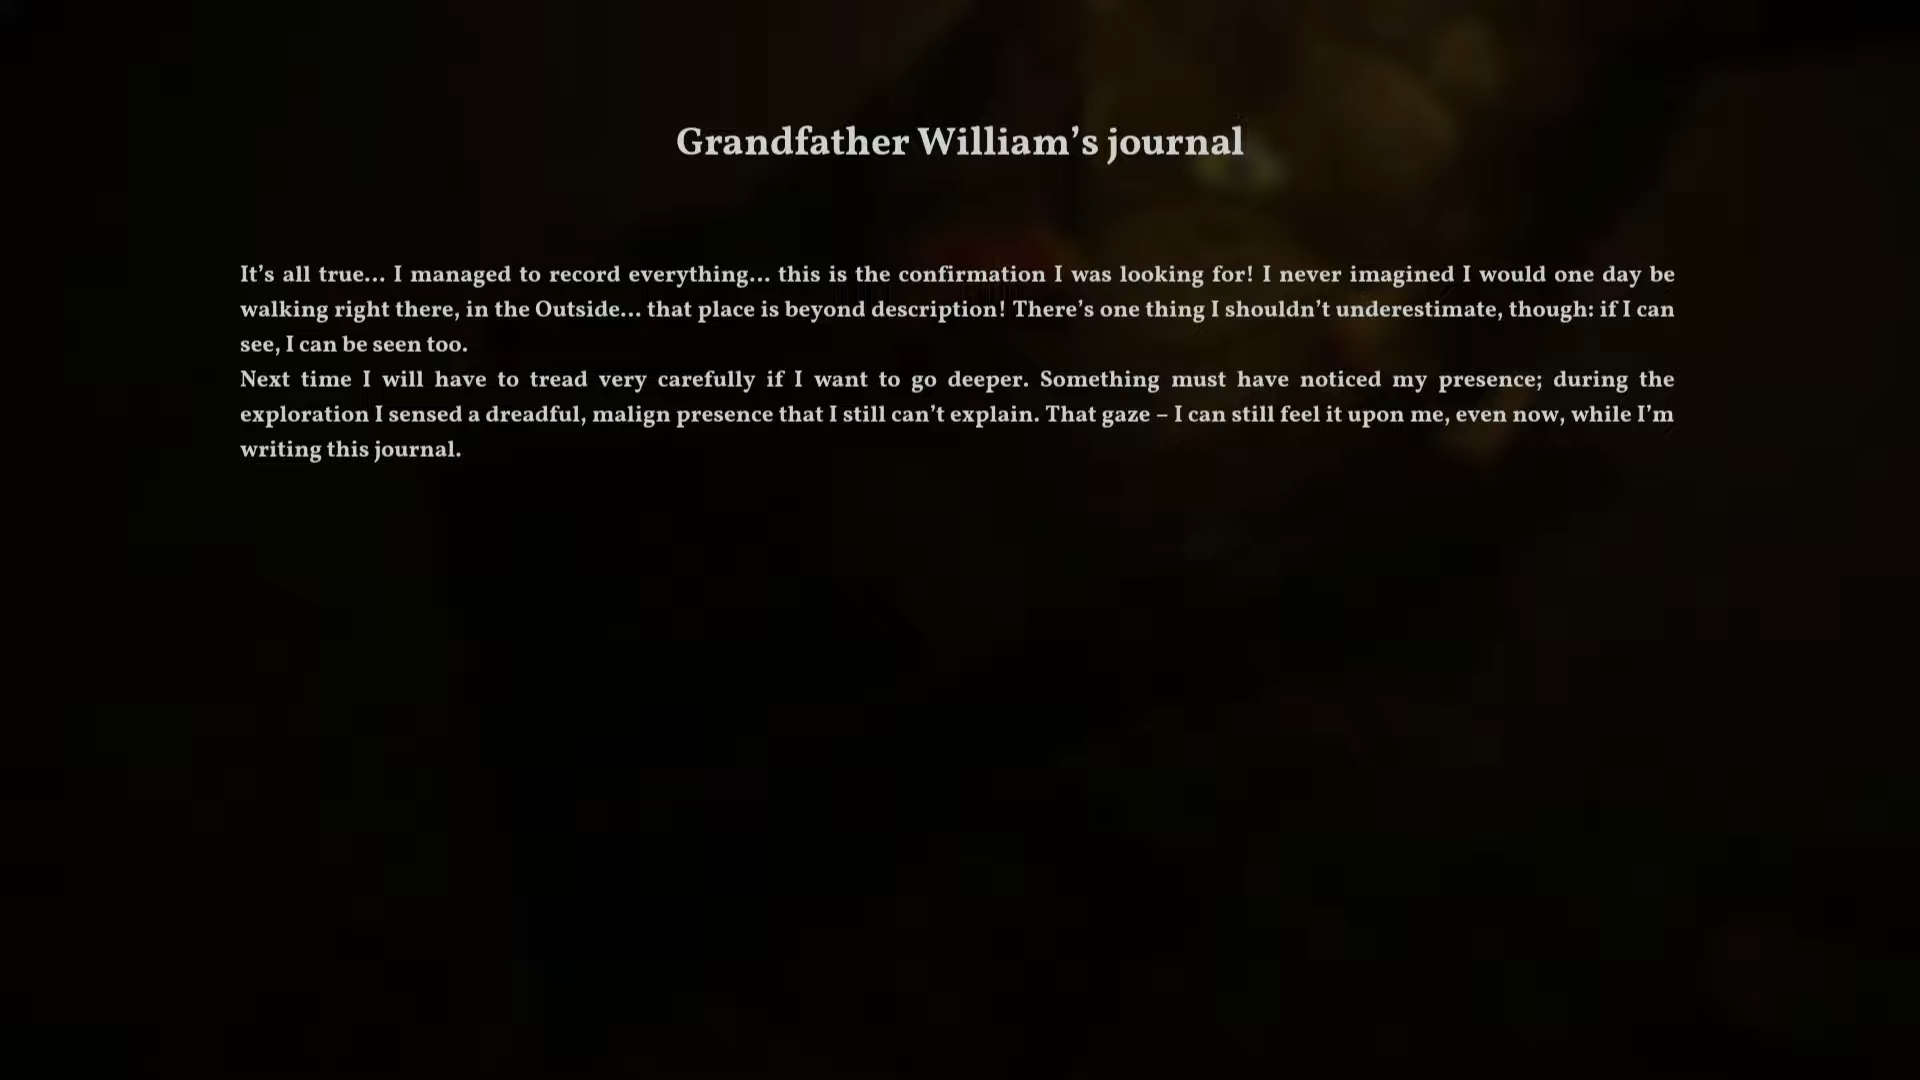 Grandfather William’s journal
It’s all true... I managed to record everything... this is the confirmation I was looking for! I never imagined I would one day be
walking right there, in the Outside... that place is beyond description! There’s one thing I shouldn’t underestimate, though: if I can
see, I can be seen too.
Next time I will have to tread very carefully if I want to go deeper. Something must have noticed my presence; during the
exploration I sensed a dreadful, malign presence that I still can’t explain. That gaze – I can still feel it upon me, even now, while I’m
writing this journal.